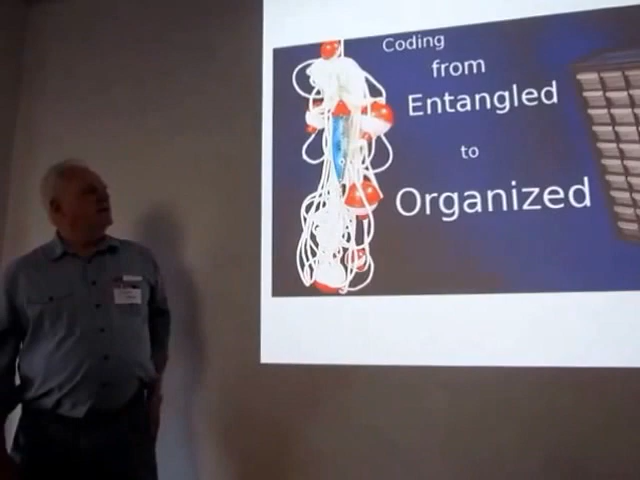 Coding
from
Entangled
to
Organized